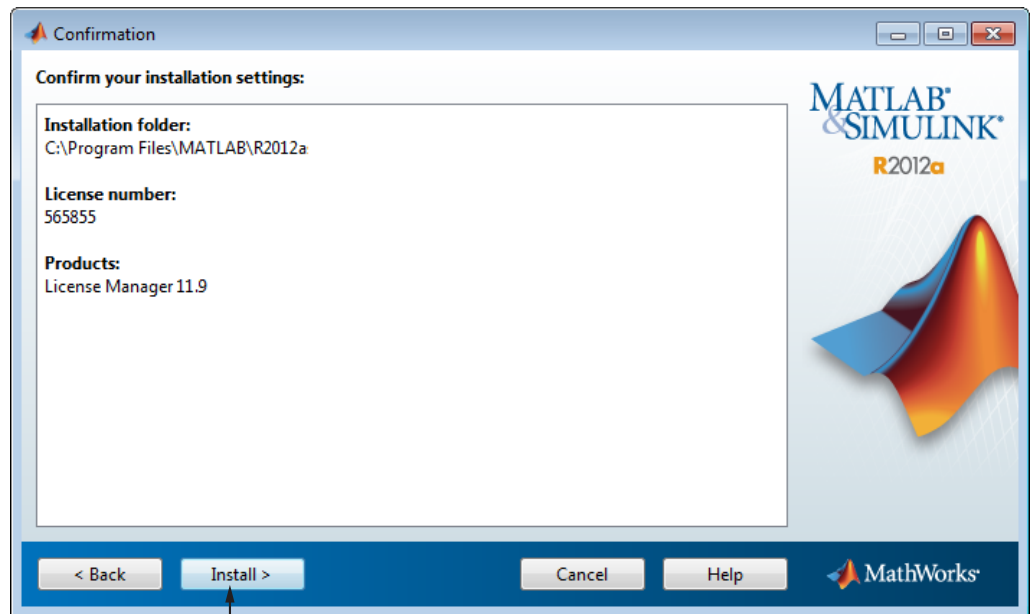 Confirmation
Confirm your installation settings:
Installation folder:
C:\Program Files\MATLAB\R2012a
License number:
565855
Products:
License Manager 11.9
MATLAB®
&SIMULINK®
R2012a
< Back
Install >
Cancel
Help
MathWorks®